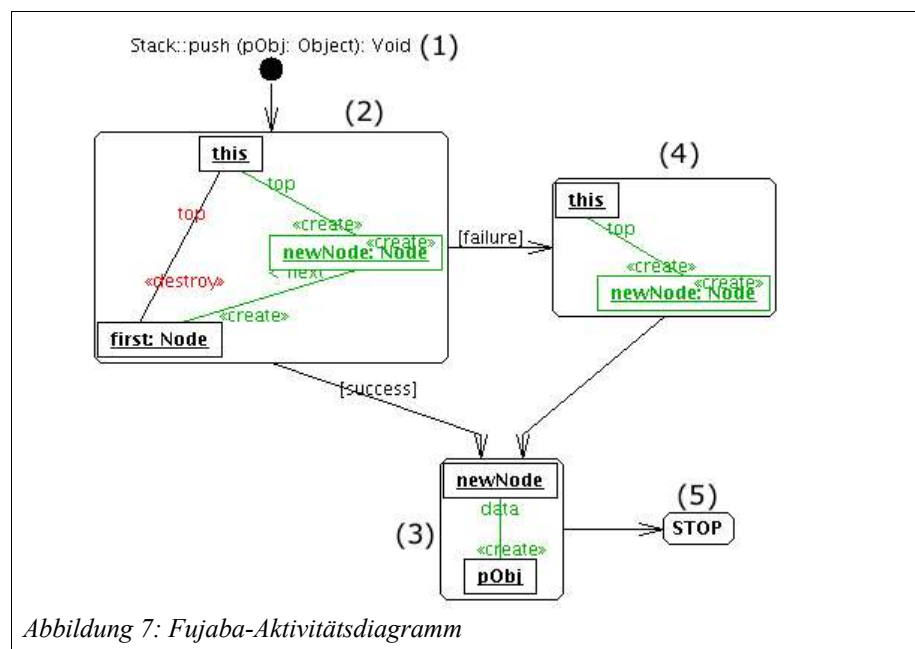 Stack::push (pObj: Object): Void (1)
(2)
this
top
top
«create»
«create»
newNode: Node
< next
«destroy»
«create»
first: Node
[failure]
(4)
this
top
«create»
«create»
newNode: Node
[success]
newNode
data
(3)
«create»
pObj
(5)
STOP
Abbildung 7: Fujaba-Aktivitätsdiagramm